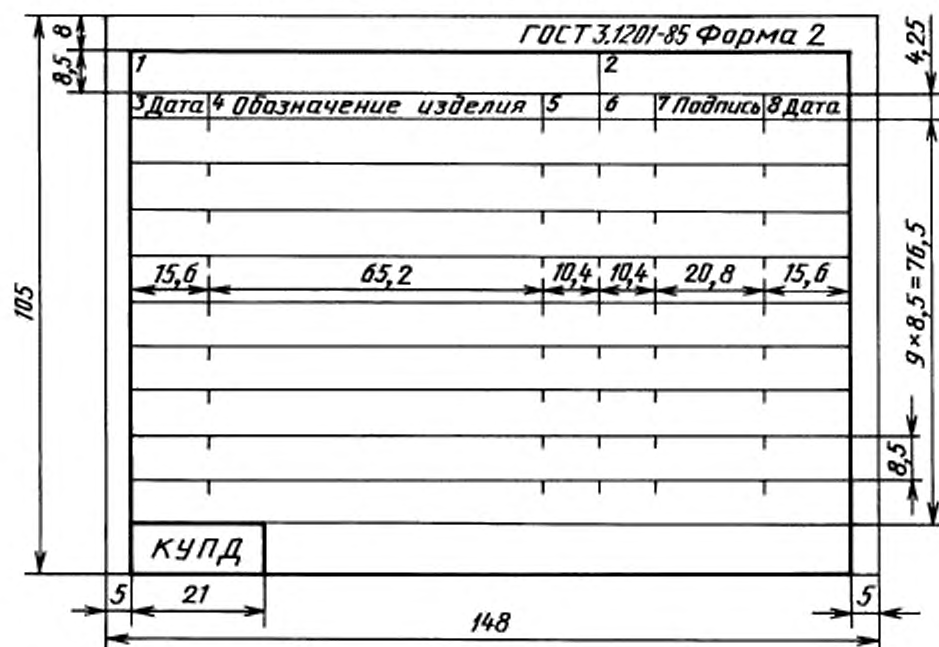 ГОСТ 3.1201-85 Форма 2
8
8,5
4,25
1 2
3 Дата 4 Обозначение изделия 5 6 7 Подпись 8 Дата
15,6 65,2 10,4 10,4 20,8 15,6
105
9×8,5=76,5
8,5
КУПД
5 21 5
148